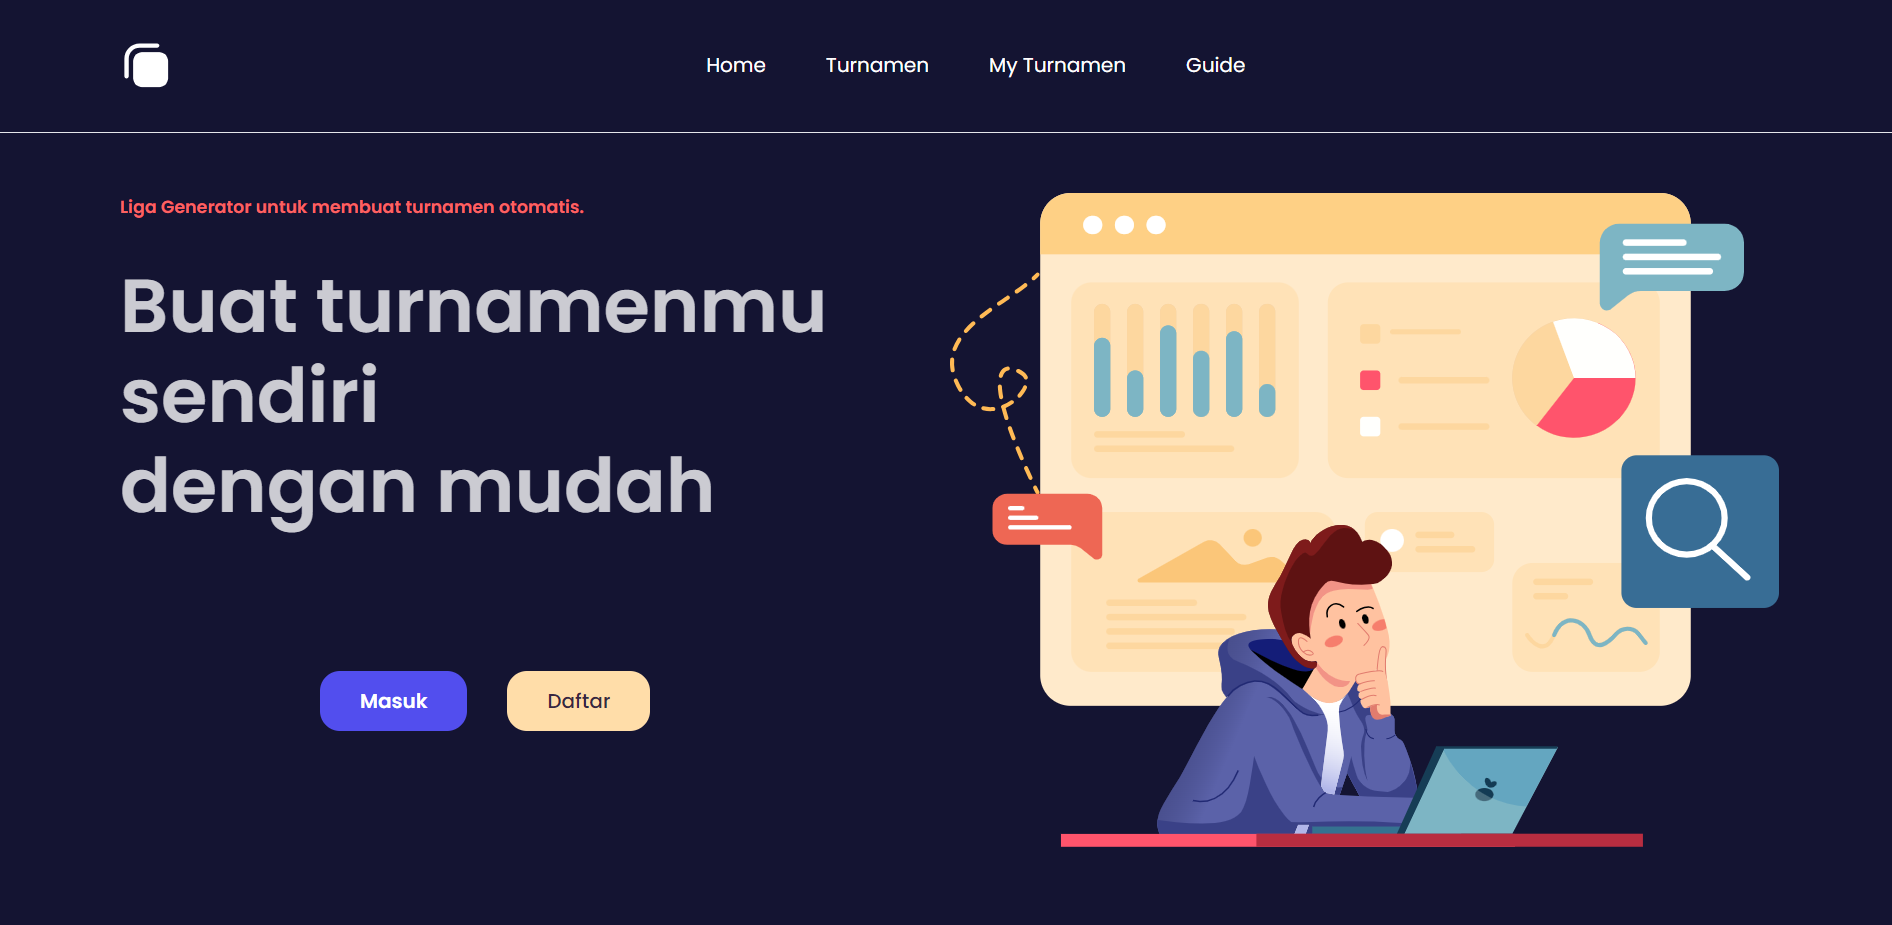 Home Turnamen My Turnamen Guide
Liga Generator untuk membuat turnamen otomatis.
Buat turnamenmu
sendiri
dengan mudah
Masuk Daftar